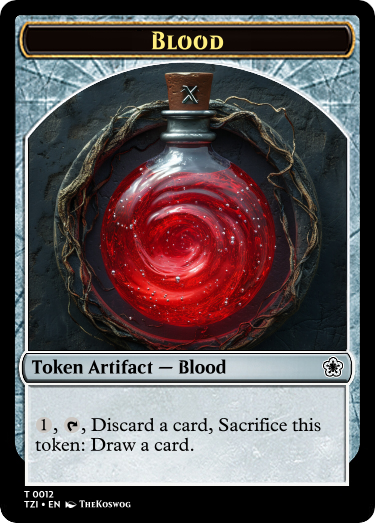 Blood
Token Artifact — Blood
1, , Discard a card, Sacrifice this
token: Draw a card.
T 0012
TZI • EN TheKoswog